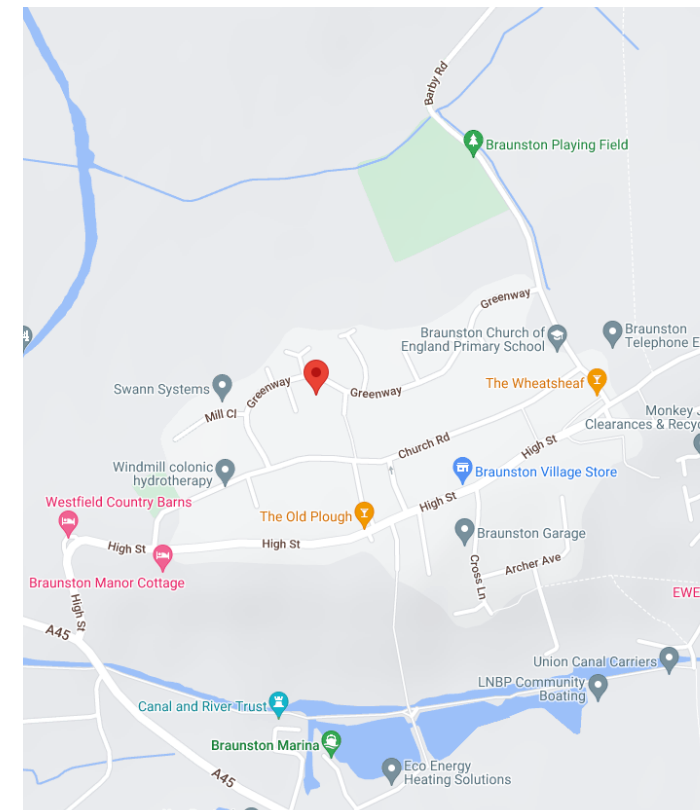 Barby Rd
Braunston Playing Field
Greenway
Braunston Church of
England Primary School
Braunston
Telephone E
Swann Systems
Greenway
Greenway
The Wheatsheaf
Mill Cl
Monkey J
Clearances & Recyc
Church Rd
High St
Windmill colonic
hydrotherapy
Braunston Village Store
Westfield Country Barns
High St
The Old Plough
Braunston Garage
High St
High St
Archer Ave
Cross Ln
Braunston Manor Cottage
High St
EWE
A45
Union Canal Carriers
LNBP Community
Boating
Canal and River Trust
Braunston Marina
Eco Energy
Heating Solutions
A45